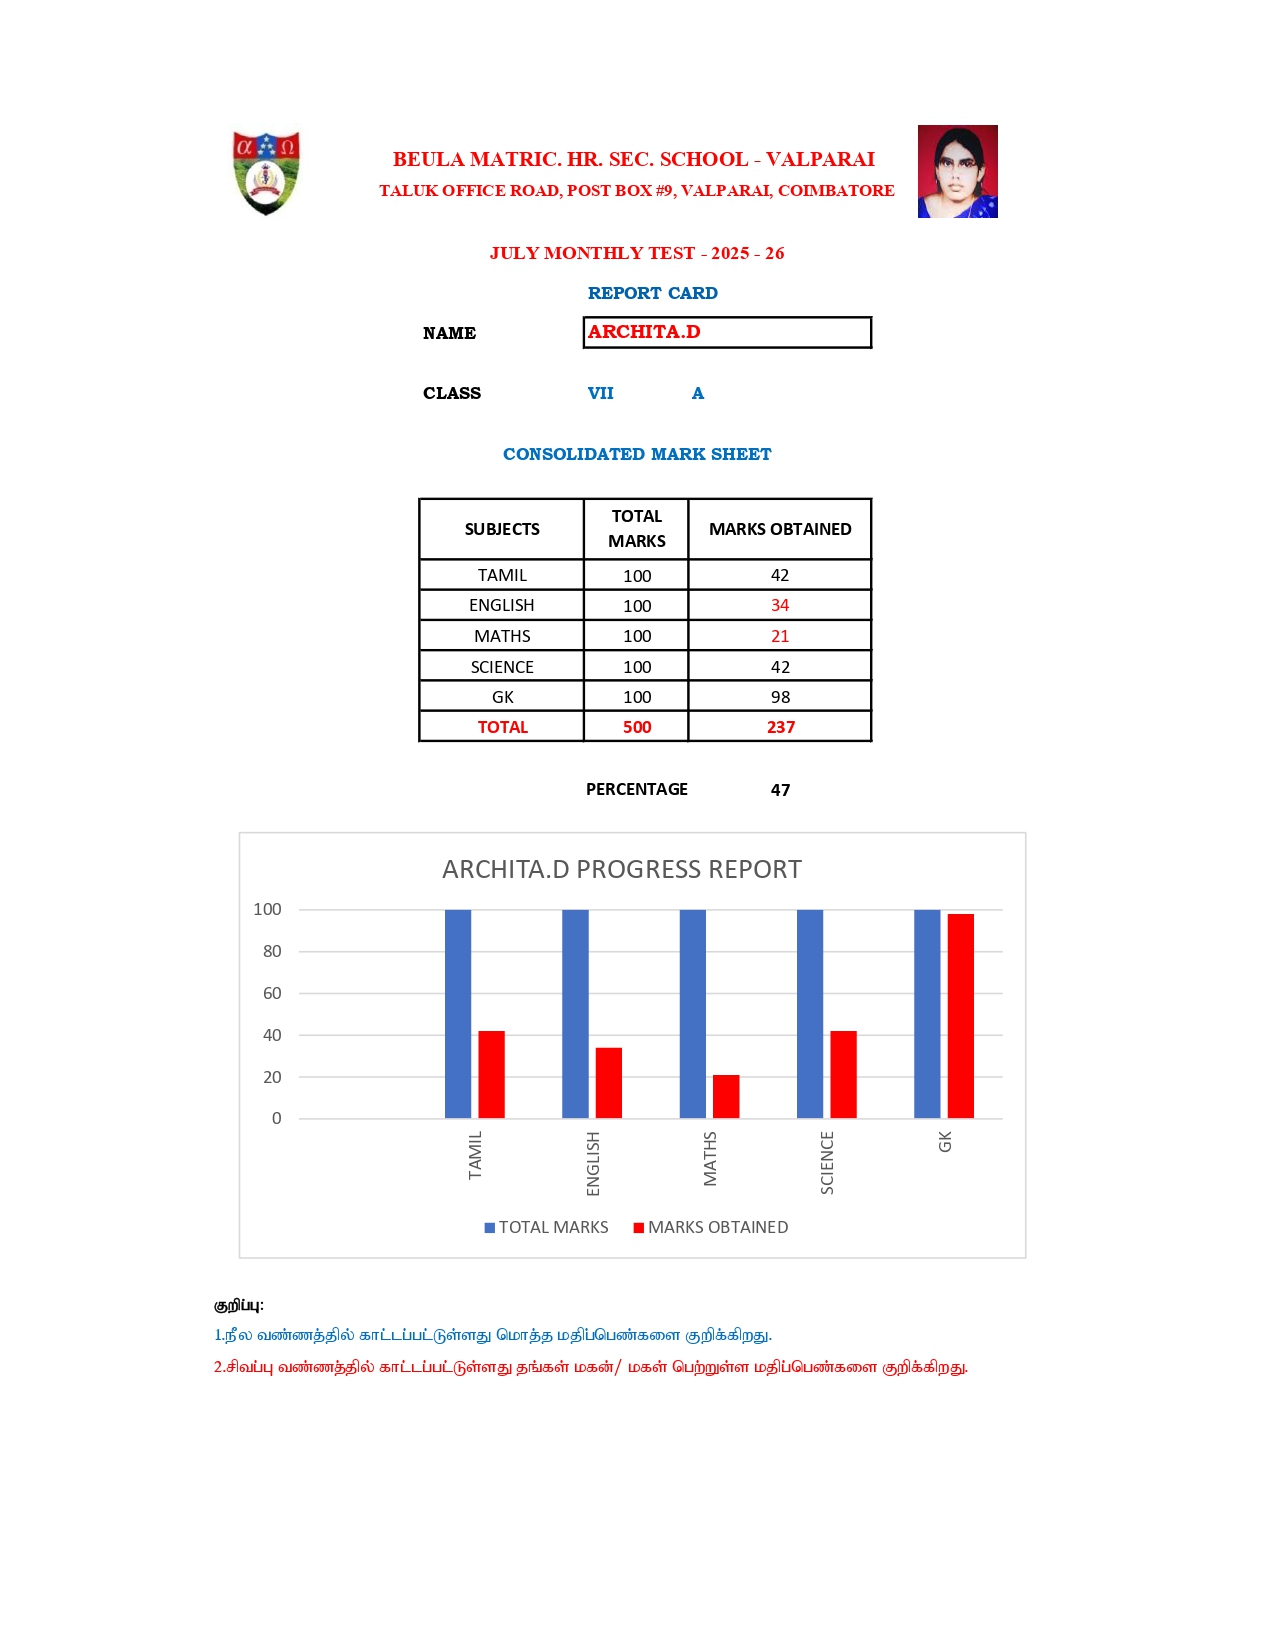 α Ω
BEULA MATRIC. HR. SEC. SCHOOL - VALPARAI
TALUK OFFICE ROAD, POST BOX #9, VALPARAI, COIMBATORE
JULY MONTHLY TEST - 2025 - 26
REPORT CARD
NAME ARCHITA.D
CLASS VII A
CONSOLIDATED MARK SHEET
SUBJECTS TOTAL MARKS MARKS OBTAINED
TAMIL 100 42
ENGLISH 100 34
MATHS 100 21
SCIENCE 100 42
GK 100 98
TOTAL 500 237
PERCENTAGE 47
ARCHITA.D PROGRESS REPORT
100
80
60
40
20
0
TAMIL ENGLISH MATHS SCIENCE GK
TOTAL MARKS MARKS OBTAINED
குறிப்பு:
1.நீல வண்ணத்தில் காட்டப்பட்டுள்ளது மொத்த மதிப்பெண்களை குறிக்கிறது.
2.சிவப்பு வண்ணத்தில் காட்டப்பட்டுள்ளது தங்கள் மகன்/ மகள் பெற்றுள்ள மதிப்பெண்களை குறிக்கிறது.